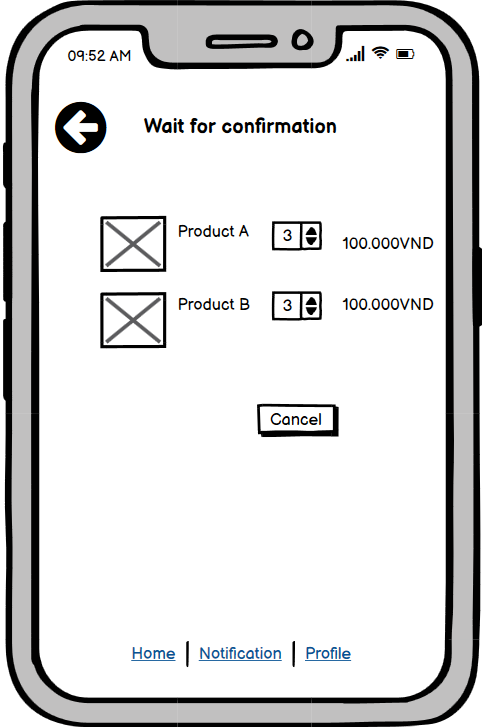 09:52 AM
Wait for confirmation
Product A 3 100.000VND
Product B 3 100.000VND
Cancel
Home Notification Profile